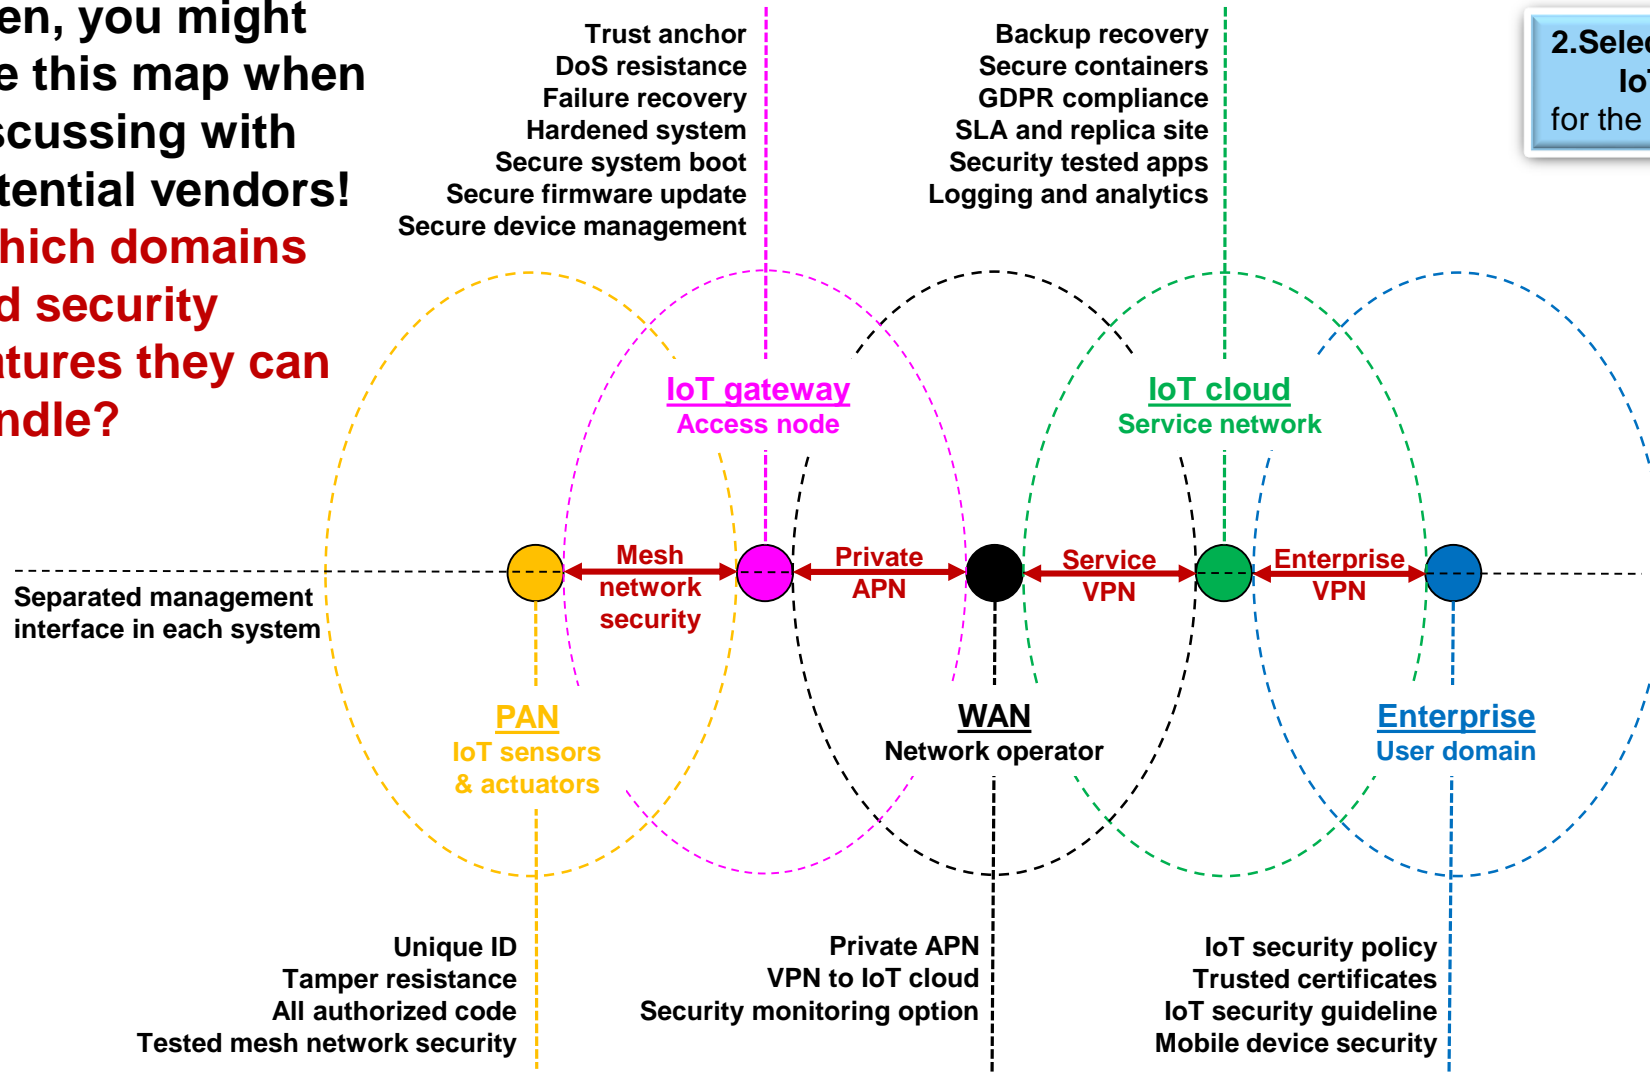 en, you might
e this map when
scussing with
tential vendors!
hich domains
d security
atures they can
ndle?
Trust anchor
DoS resistance
Failure recovery
Hardened system
Secure system boot
Secure firmware update
Secure device management
Backup recovery
Secure containers
GDPR compliance
SLA and replica site
Security tested apps
Logging and analytics
2.Selec
IoT
for the
IoT gateway
Access node
IoT cloud
Service network
Mesh
network
security
Private
APN
Service
VPN
Enterprise
VPN
Separated management
interface in each system
PAN
IoT sensors
& actuators
WAN
Network operator
Enterprise
User domain
Unique ID
Tamper resistance
All authorized code
Tested mesh network security
Private APN
VPN to IoT cloud
Security monitoring option
IoT security policy
Trusted certificates
IoT security guideline
Mobile device security